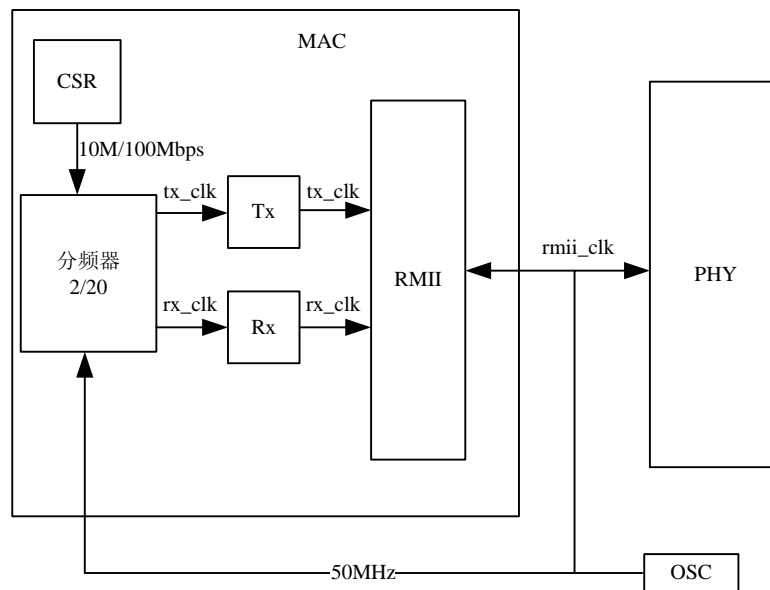 MAC
CSR
10M/100Mbps
tx_clk
Tx
tx_clk
分频器
2/20
RMII
rmii_clk
PHY
rx_clk
Rx
rx_clk
50MHz
OSC